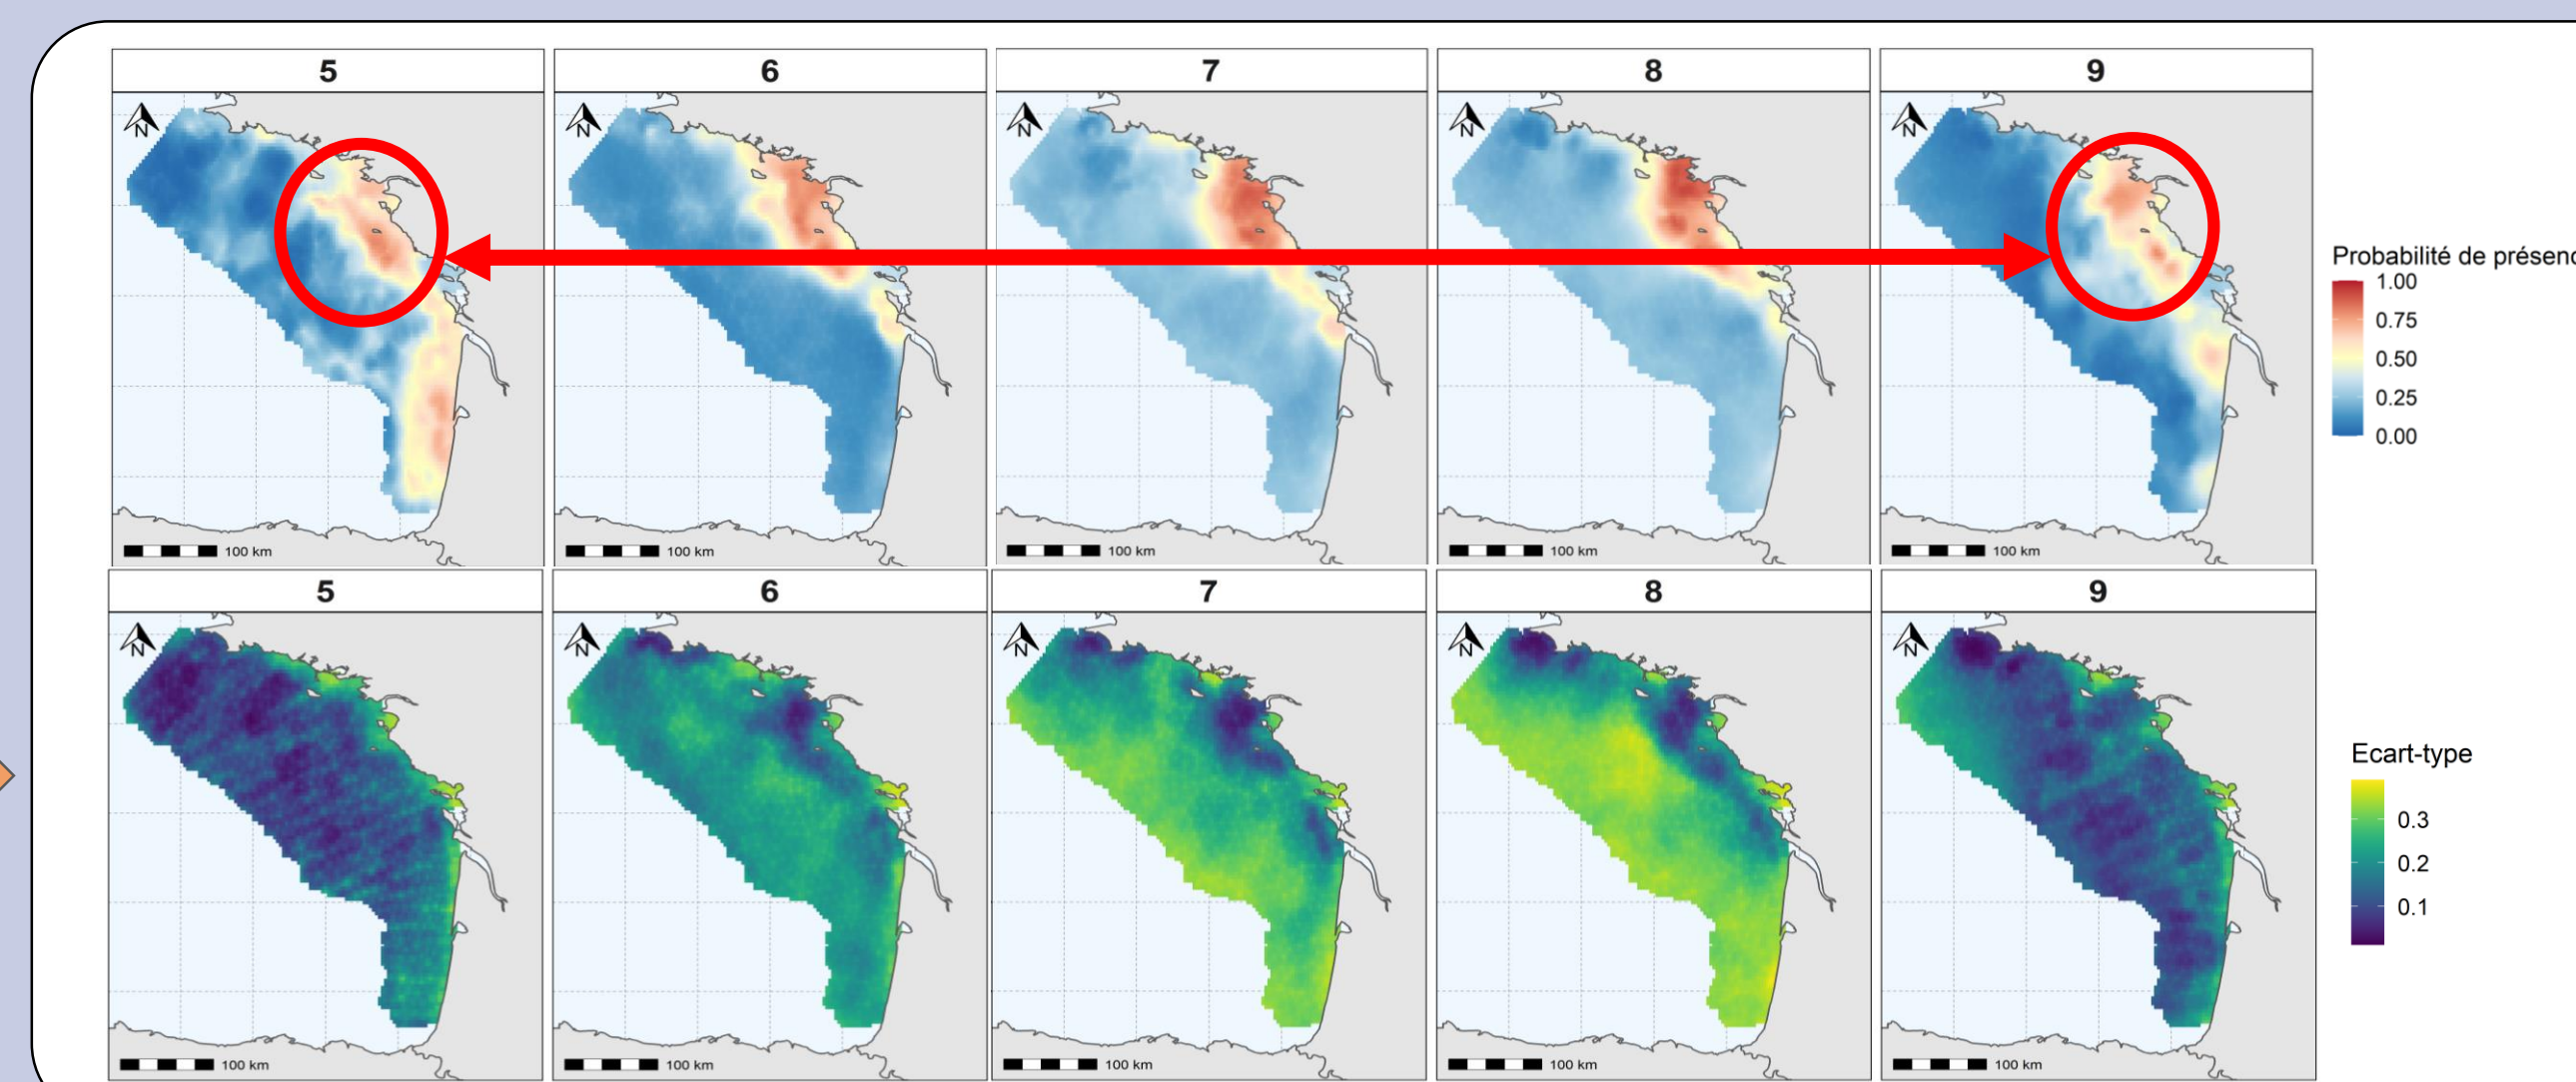 5 6 7 8 9
N N N N N
Probabilité de présenc
1.00
0.75
0.50
0.25
0.00
100 km 100 km 100 km 100 km 100 km
5 6 7 8 9
N N N N N
Ecart-type
0.3
0.2
0.1
100 km 100 km 100 km 100 km 100 km